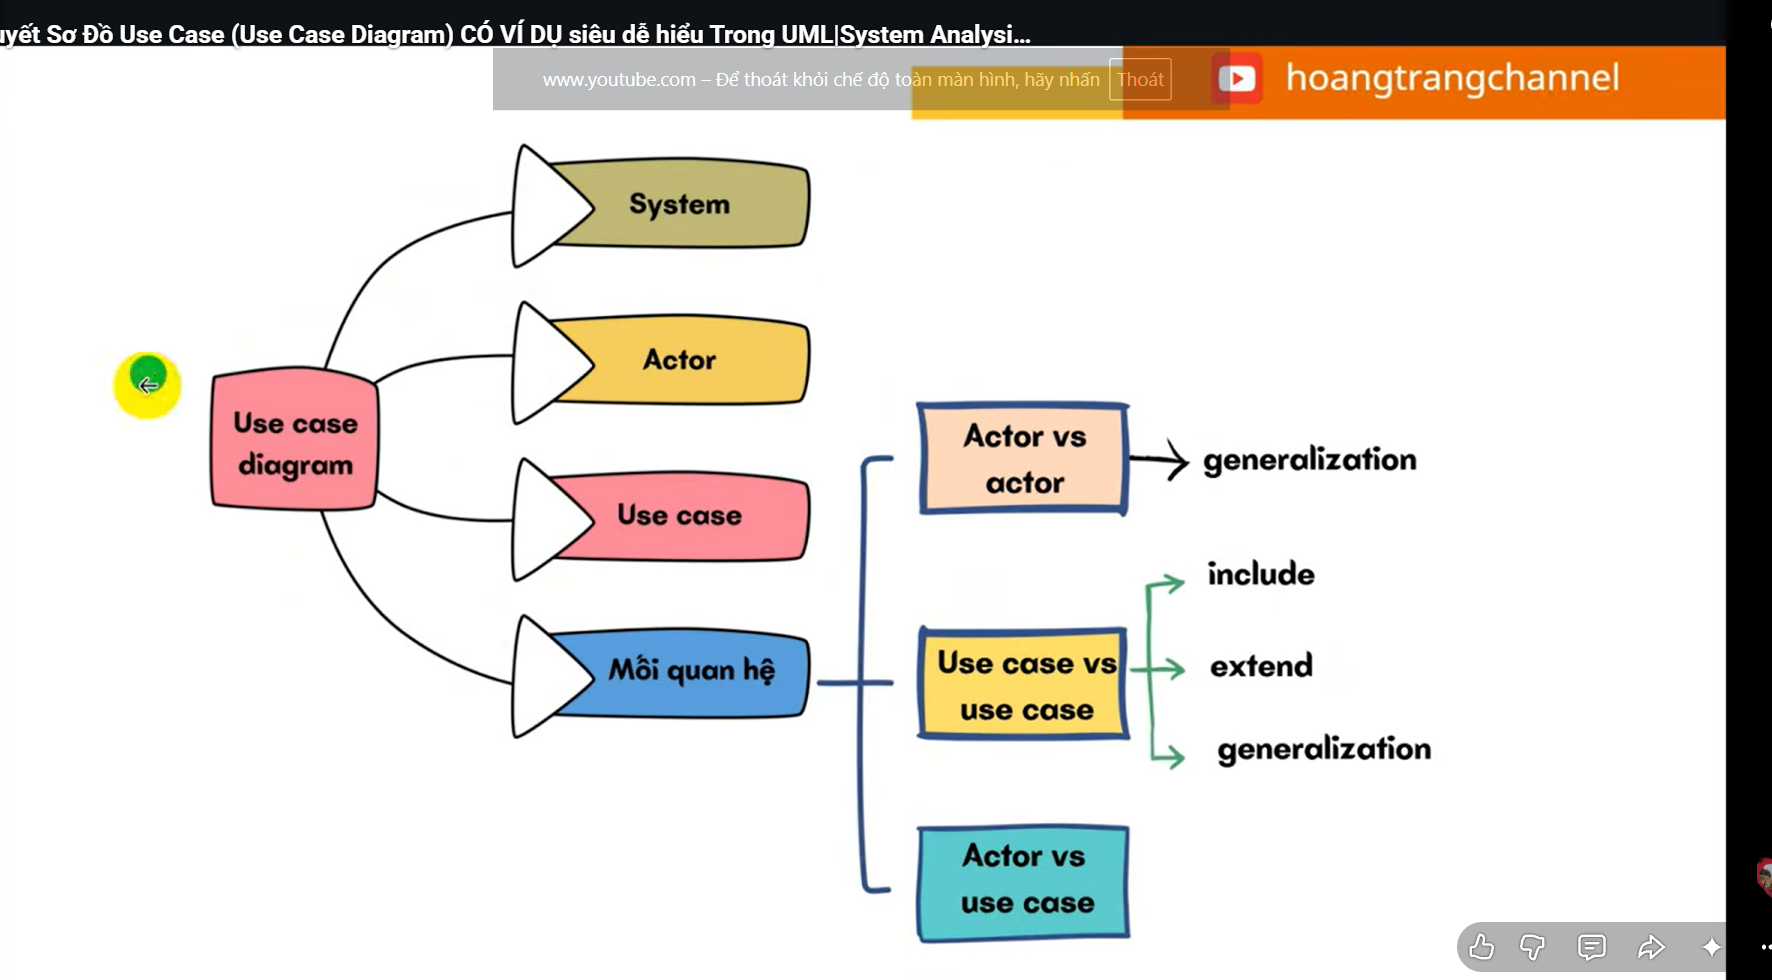 uyết Sơ Đồ Use Case (Use Case Diagram) CÓ VÍ DỤ siêu dễ hiểu Trong UML|System Analysi...
www.youtube.com – Để thoát khỏi chế độ toàn màn hình, hãy nhấn Thoát
hoangtrangchannel
System
Actor
Use case
diagram
Use case
Mối quan hệ
Actor vs
actor
generalization
Use case vs
use case
include
extend
generalization
Actor vs
use case